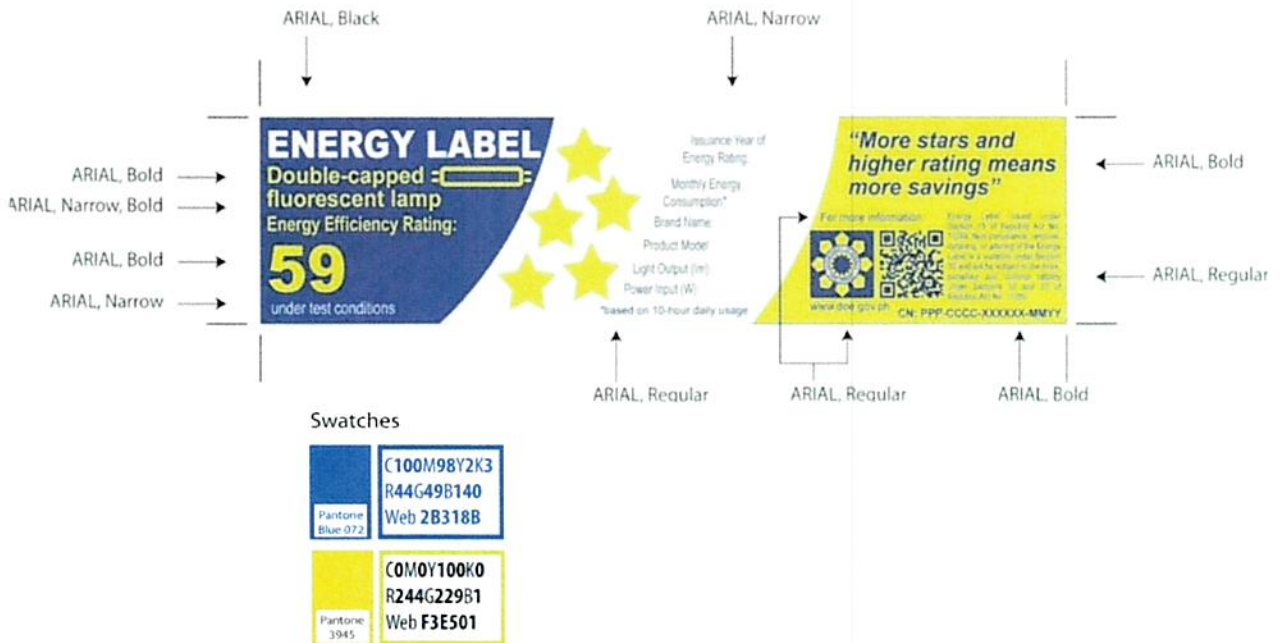 ARIAL, Black
ARIAL, Narrow
ARIAL, Bold
ARIAL, Narrow, Bold
ARIAL, Bold
ARIAL, Narrow
ENERGY LABEL
Double-capped
fluorescent lamp
Energy Efficiency Rating:
59
under test conditions
Issuance Year of
Energy Rating:
Monthly Energy
Consumption*
Brand Name:
Product Model
Light Output (lm)
Power Input (W)
*based on 10-hour daily usage
"More stars and
higher rating means
more savings"
For more information:
www.doe.gov.ph
CN: PPP-CCCC-XXXXXX-MMYY
ARIAL, Bold
ARIAL, Regular
ARIAL, Regular
ARIAL, Regular
ARIAL, Bold
Swatches
Pantone
Blue 072
C100M98Y2K3
R44G49B140
Web 2B318B
Pantone
3945
C0M0Y100K0
R244G229B1
Web F3E501